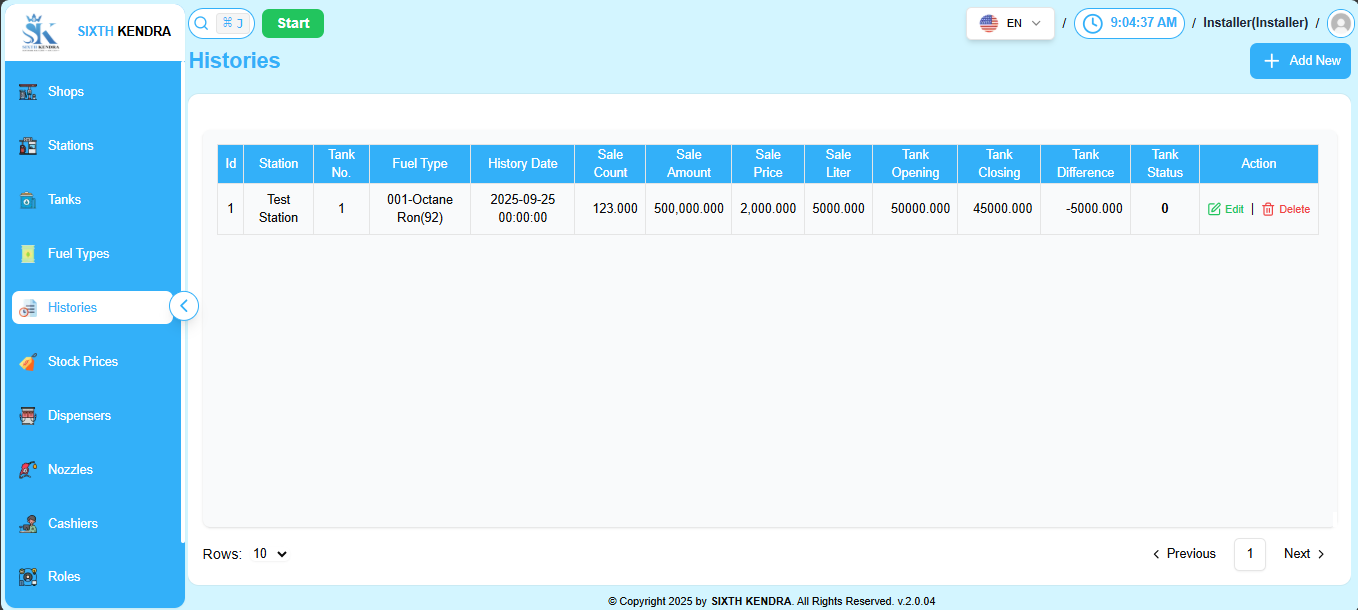 SIXTH KENDRA
SIXTH KENDRA
⌘ J
Start
EN
/
9:04:37 AM
/
Installer(Installer)
/
Histories
Add New
Shops
Stations
Tanks
Fuel Types
Histories
Stock Prices
Dispensers
Nozzles
Cashiers
Roles
Id
Station
Tank
No.
Fuel Type
History Date
Sale
Count
Sale
Amount
Sale
Price
Sale
Liter
Tank
Opening
Tank
Closing
Tank
Difference
Tank
Status
Action
1
Test
Station
1
001-Octane
Ron(92)
2025-09-25
00:00:00
123.000
500,000.000
2,000.000
5000.000
50000.000
45000.000
-5000.000
0
Edit | Delete
Rows: 10
Previous
1
Next
© Copyright 2025 by SIXTH KENDRA. All Rights Reserved. v.2.0.04